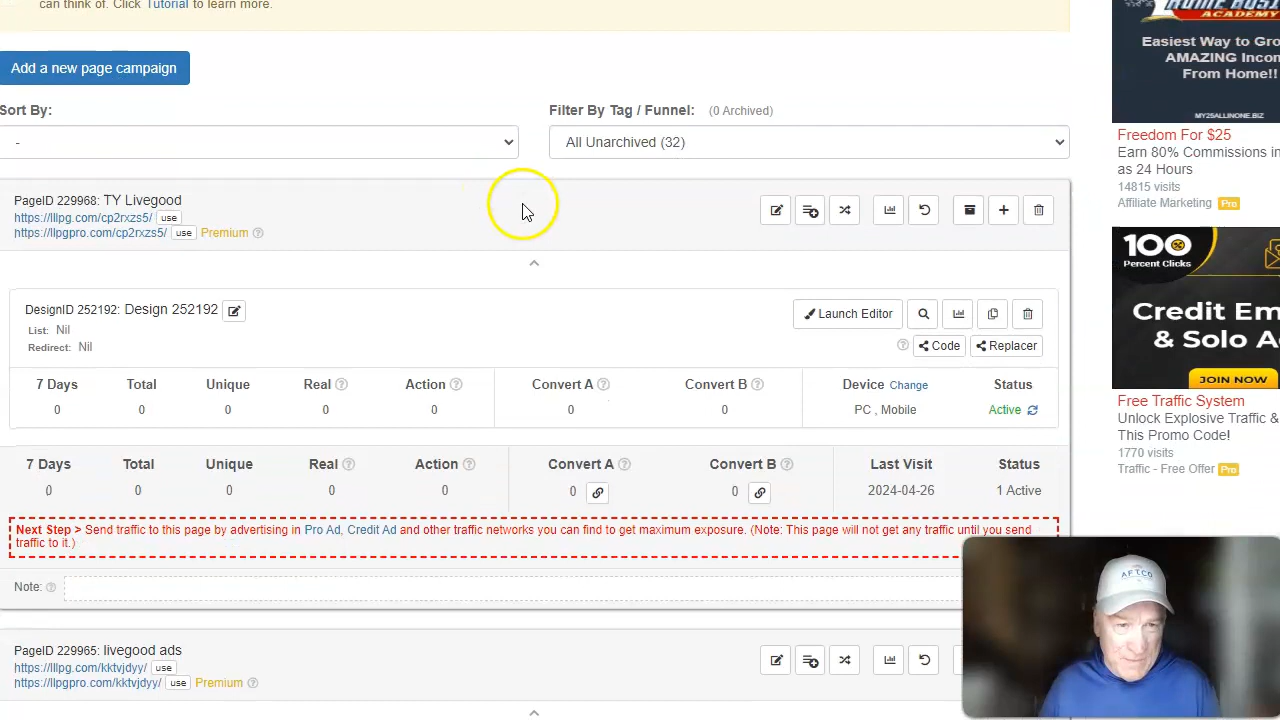 can think of. Click Tutorial to learn more.
Add a new page campaign
Sort By:
Filter By Tag / Funnel: (0 Archived)
-
All Unarchived (32)
PageID 229968: TY Livegood
https://lllpg.com/cp2rxzs5/ use
https://llpgpro.com/cp2rxzs5/ use Premium
DesignID 252192: Design 252192
List: Nil
Redirect: Nil
Launch Editor
Code Replacer
7 Days Total Unique Real Action Convert A Convert B Device Change Status
0 0 0 0 0 0 0 PC , Mobile Active
7 Days Total Unique Real Action Convert A Convert B Last Visit Status
0 0 0 0 0 0 0 2024-04-26 1 Active
Next Step > Send traffic to this page by advertising in Pro Ad, Credit Ad and other traffic networks you can find to get maximum exposure. (Note: This page will not get any traffic until you send
traffic to it.)
Note:
PageID 229965: livegood ads
https://lllpg.com/kktvjdyy/ use
https://llpgpro.com/kktvjdyy/ use Premium
ACADEMY
Easiest Way to Gro
AMAZING Incom
From Home!!
MY25ALLINONE.BIZ
Freedom For $25
Earn 80% Commissions in
as 24 Hours
14815 visits
Affiliate Marketing Pro
100
Percent Clicks
Credit Em
& Solo A
JOIN NOW
Free Traffic System
Unlock Explosive Traffic &
This Promo Code!
1770 visits
Traffic - Free Offer Pro
AFTCO